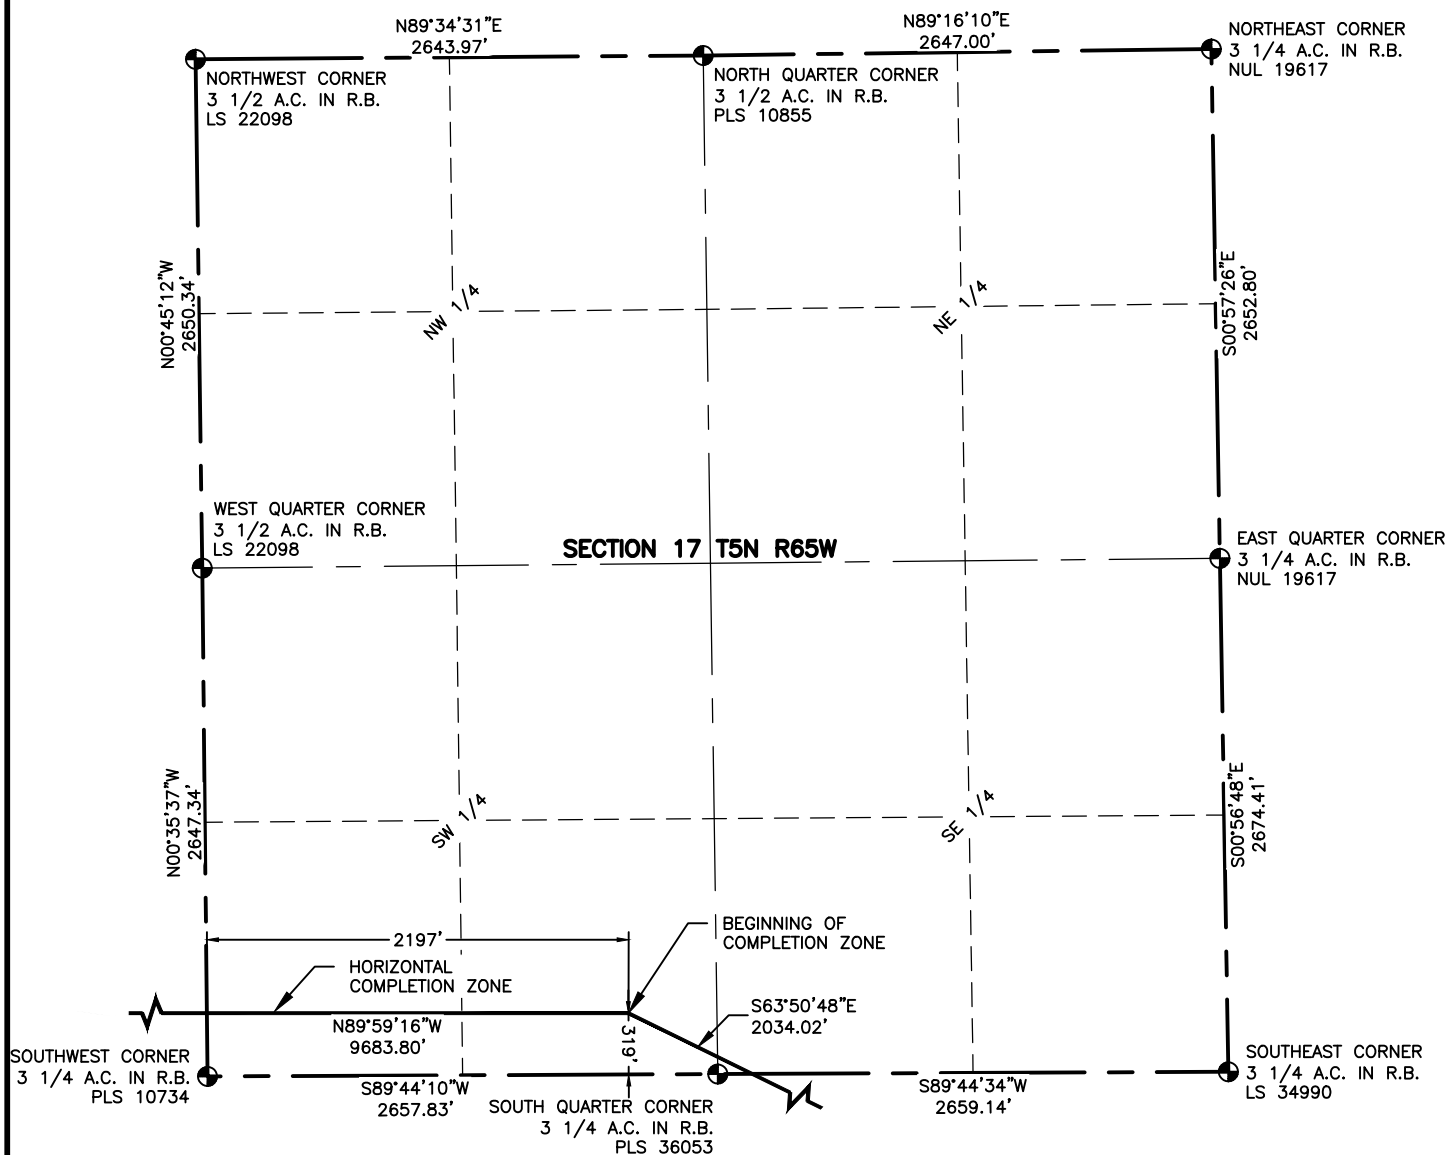 N89°34'31"E
2643.97'
N89°16'10"E
2647.00'
NORTHEAST CORNER
3 1/4 A.C. IN R.B.
NUL 19617
NORTHWEST CORNER
3 1/2 A.C. IN R.B.
LS 22098
NORTH QUARTER CORNER
3 1/2 A.C. IN R.B.
PLS 10855
N00°45'12"W
2650.34'
NW 1/4
NE 1/4
S00°57'26"E
2652.80'
WEST QUARTER CORNER
3 1/2 A.C. IN R.B.
LS 22098
SECTION 17 T5N R65W
EAST QUARTER CORNER
3 1/4 A.C. IN R.B.
NUL 19617
N00°35'37"W
2647.34'
SW 1/4
SE 1/4
S00°56'48"E
2674.41'
2197'
BEGINNING OF
COMPLETION ZONE
HORIZONTAL
COMPLETION ZONE
N89°59'16"W
9683.80'
319'
S63°50'48"E
2034.02'
SOUTHWEST CORNER
3 1/4 A.C. IN R.B.
PLS 10734
S89°44'10"W
2657.83'
SOUTH QUARTER CORNER
3 1/4 A.C. IN R.B.
PLS 36053
S89°44'34"W
2659.14'
SOUTHEAST CORNER
3 1/4 A.C. IN R.B.
LS 34990